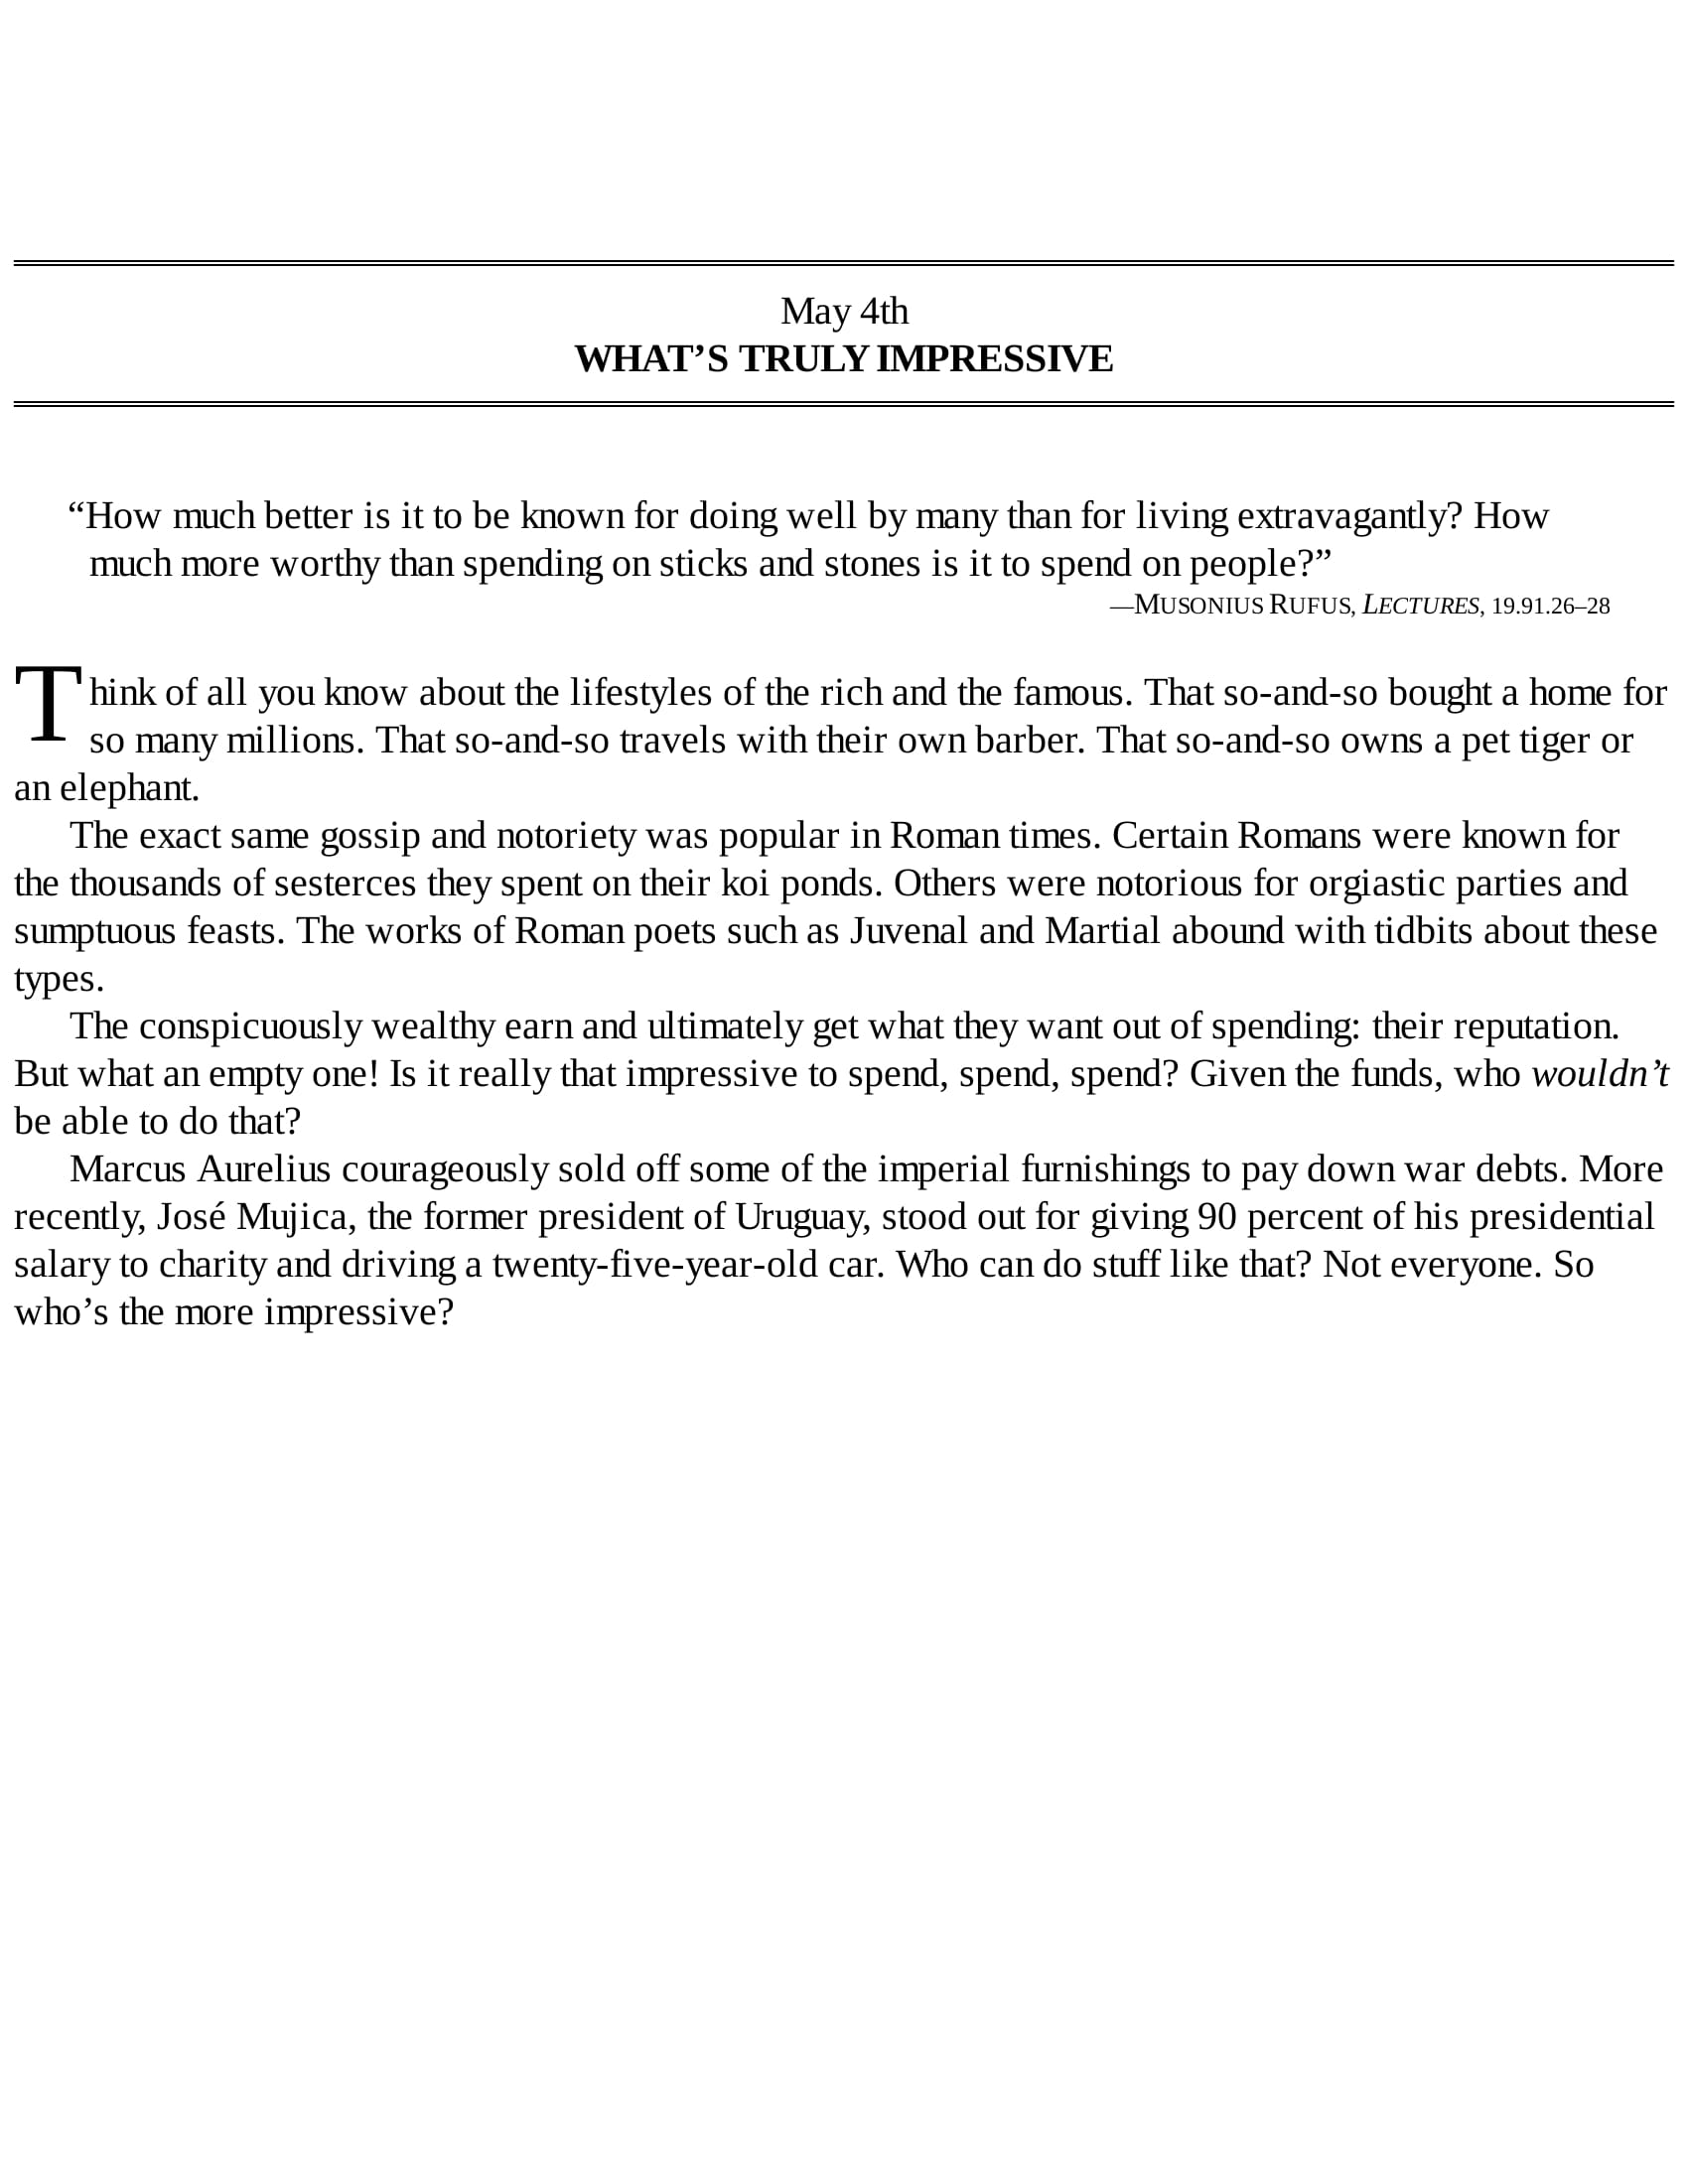 May 4th
WHAT’S TRULY IMPRESSIVE
“How much better is it to be known for doing well by many than for living extravagantly? How
much more worthy than spending on sticks and stones is it to spend on people?”
—MUSONIUS RUFUS, LECTURES, 19.91.26–28
Think of all you know about the lifestyles of the rich and the famous. That so-and-so bought a home for
so many millions. That so-and-so travels with their own barber. That so-and-so owns a pet tiger or
an elephant.
The exact same gossip and notoriety was popular in Roman times. Certain Romans were known for
the thousands of sesterces they spent on their koi ponds. Others were notorious for orgiastic parties and
sumptuous feasts. The works of Roman poets such as Juvenal and Martial abound with tidbits about these
types.
The conspicuously wealthy earn and ultimately get what they want out of spending: their reputation.
But what an empty one! Is it really that impressive to spend, spend, spend? Given the funds, who wouldn’t
be able to do that?
Marcus Aurelius courageously sold off some of the imperial furnishings to pay down war debts. More
recently, José Mujica, the former president of Uruguay, stood out for giving 90 percent of his presidential
salary to charity and driving a twenty-five-year-old car. Who can do stuff like that? Not everyone. So
who’s the more impressive?